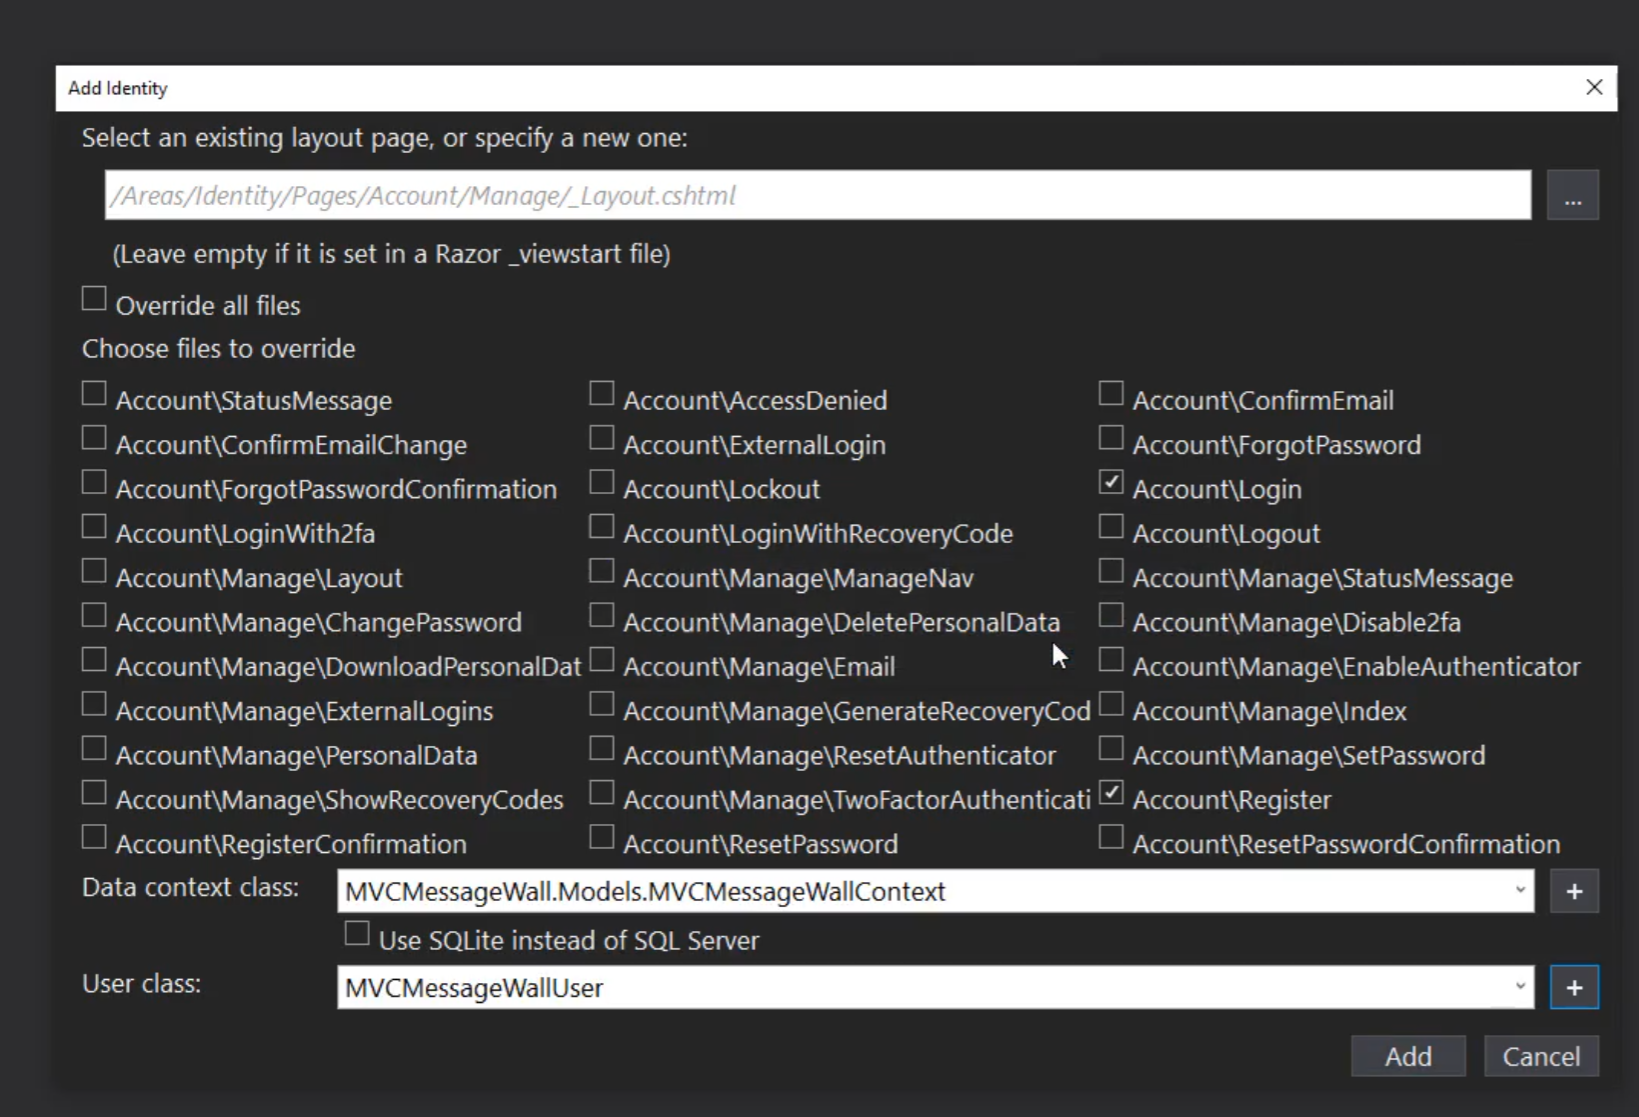 Add Identity
Select an existing layout page, or specify a new one:
/Areas/Identity/Pages/Account/Manage/_Layout.cshtml
...
(Leave empty if it is set in a Razor _viewstart file)
Override all files
Choose files to override
Account\StatusMessage Account\AccessDenied Account\ConfirmEmail
Account\ConfirmEmailChange Account\ExternalLogin Account\ForgotPassword
Account\ForgotPasswordConfirmation Account\Lockout Account\Login
Account\LoginWith2fa Account\LoginWithRecoveryCode Account\Logout
Account\Manage\Layout Account\Manage\ManageNav Account\Manage\StatusMessage
Account\Manage\ChangePassword Account\Manage\DeletePersonalData Account\Manage\Disable2fa
Account\Manage\DownloadPersonalDat Account\Manage\Email Account\Manage\EnableAuthenticator
Account\Manage\ExternalLogins Account\Manage\GenerateRecoveryCod Account\Manage\Index
Account\Manage\PersonalData Account\Manage\ResetAuthenticator Account\Manage\SetPassword
Account\Manage\ShowRecoveryCodes Account\Manage\TwoFactorAuthenticati Account\Register
Account\RegisterConfirmation Account\ResetPassword Account\ResetPasswordConfirmation
Data context class: MVCMessageWall.Models.MVCMessageWallContext +
Use SQLite instead of SQL Server
User class: MVCMessageWallUser +
Add Cancel